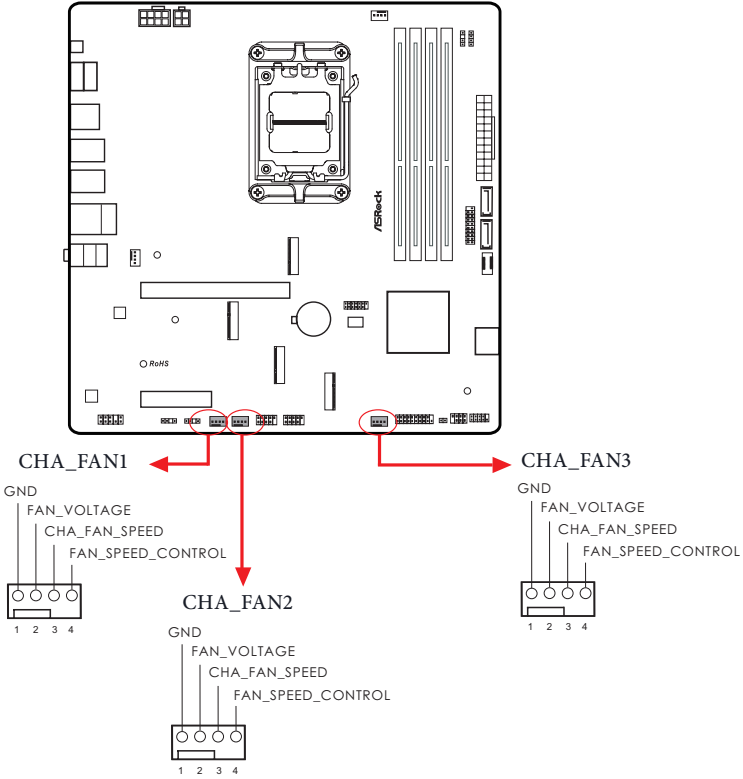 ASRock
RoHS
CHA_FAN1
GND
FAN_VOLTAGE
CHA_FAN_SPEED
FAN_SPEED_CONTROL
1 2 3 4
CHA_FAN2
GND
FAN_VOLTAGE
CHA_FAN_SPEED
FAN_SPEED_CONTROL
1 2 3 4
CHA_FAN3
GND
FAN_VOLTAGE
CHA_FAN_SPEED
FAN_SPEED_CONTROL
1 2 3 4